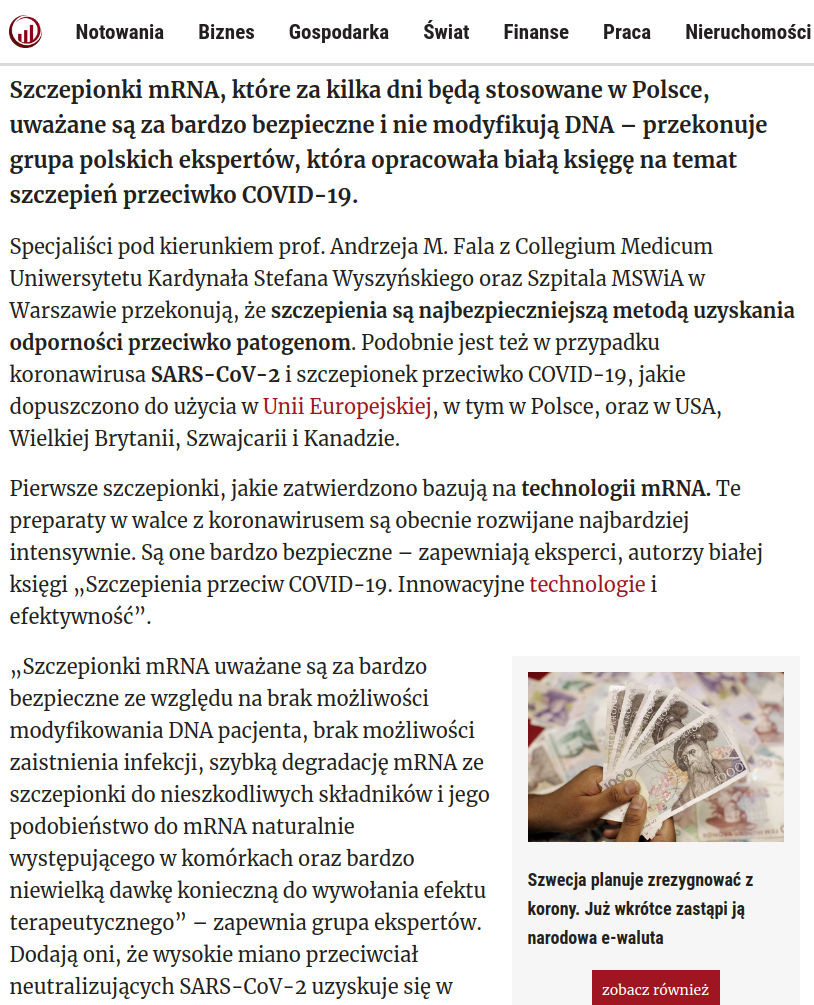 Notowania Biznes Gospodarka Świat Finanse Praca Nieruchomości
Szczepionki mRNA, które za kilka dni będą stosowane w Polsce,
uważane są za bardzo bezpieczne i nie modyfikują DNA – przekonuje
grupa polskich ekspertów, która opracowała białą księgę na temat
szczepień przeciwko COVID-19.
Specjaliści pod kierunkiem prof. Andrzeja M. Fala z Collegium Medicum
Uniwersytetu Kardynała Stefana Wyszyńskiego oraz Szpitala MSWiA w
Warszawie przekonują, że szczepienia są najbezpieczniejszą metodą uzyskania
odporności przeciwko patogenom. Podobnie jest też w przypadku
koronawirusa SARS-CoV-2 i szczepionek przeciwko COVID-19, jakie
dopuszczono do użycia w Unii Europejskiej, w tym w Polsce, oraz w USA,
Wielkiej Brytanii, Szwajcarii i Kanadzie.
Pierwsze szczepionki, jakie zatwierdzono bazują na technologii mRNA. Te
preparaty w walce z koronawirusem są obecnie rozwijane najbardziej
intensywnie. Są one bardzo bezpieczne – zapewniają eksperci, autorzy białej
księgi „Szczepienia przeciw COVID-19. Innowacyjne technologie i
efektywność”.
„Szczepionki mRNA uważane są za bardzo
bezpieczne ze względu na brak możliwości
modyfikowania DNA pacjenta, brak możliwości
zaistnienia infekcji, szybką degradację mRNA ze
szczepionki do nieszkodliwych składników i jego
podobieństwo do mRNA naturalnie
występującego w komórkach oraz bardzo
niewielką dawkę konieczną do wywołania efektu
terapeutycznego” – zapewnia grupa ekspertów.
Dodają oni, że wysokie miano przeciwciał
neutralizujących SARS-CoV-2 uzyskuje się w
1000
1000
Szwecja planuje zrezygnować z
korony. Już wkrótce zastąpi ją
narodowa e-waluta
zobacz również